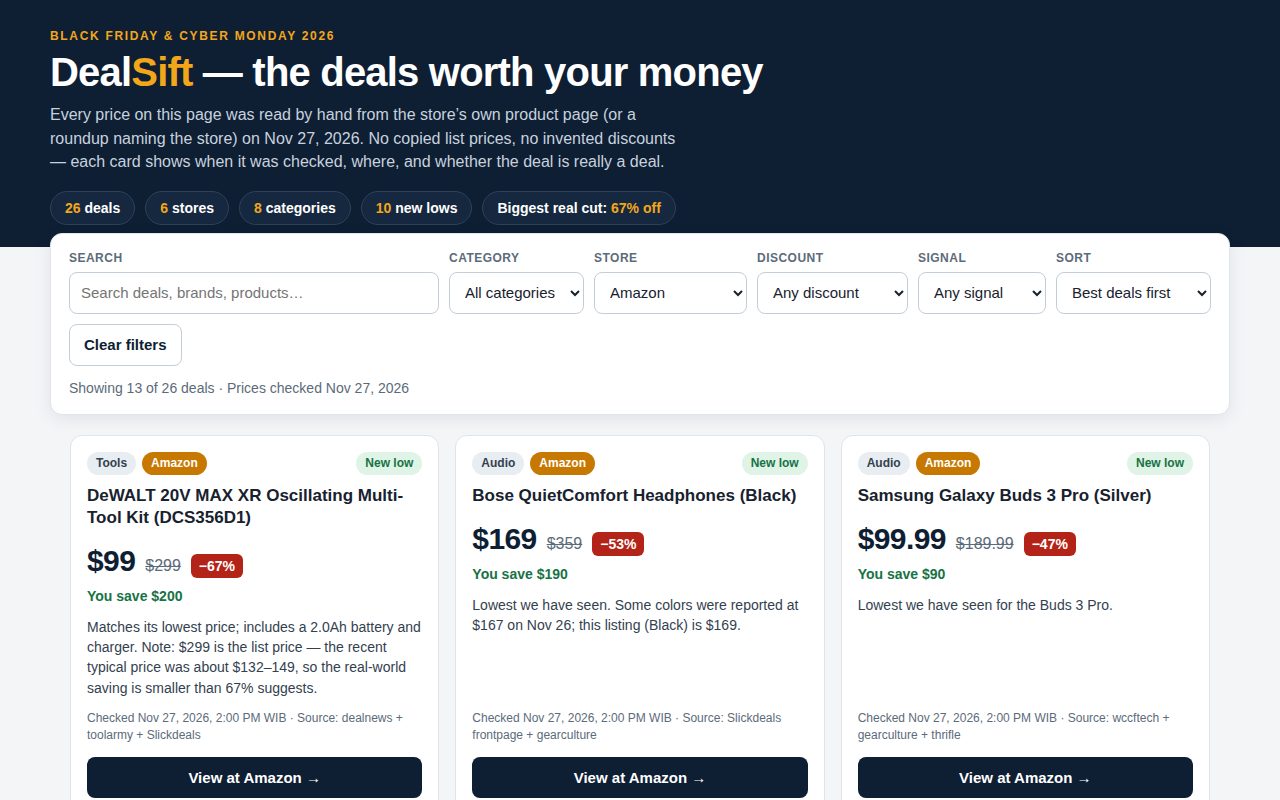 BLACK FRIDAY & CYBER MONDAY 2026
DealSift — the deals worth your money
Every price on this page was read by hand from the store’s own product page (or a
roundup naming the store) on Nov 27, 2026. No copied list prices, no invented discounts
— each card shows when it was checked, where, and whether the deal is really a deal.
26 deals
6 stores
8 categories
10 new lows
Biggest real cut: 67% off
SEARCH
Search deals, brands, products…
CATEGORY
All categories
STORE
Amazon
DISCOUNT
Any discount
SIGNAL
Any signal
SORT
Best deals first
Clear filters
Showing 13 of 26 deals · Prices checked Nov 27, 2026
Tools
Amazon
New low
DeWALT 20V MAX XR Oscillating Multi-
Tool Kit (DCS356D1)
$99 $299 −67%
You save $200
Matches its lowest price; includes a 2.0Ah battery and
charger. Note: $299 is the list price — the recent
typical price was about $132–149, so the real-world
saving is smaller than 67% suggests.
Checked Nov 27, 2026, 2:00 PM WIB · Source: dealnews +
toolarmy + Slickdeals
View at Amazon →
Audio
Amazon
New low
Bose QuietComfort Headphones (Black)
$169 $359 −53%
You save $190
Lowest we have seen. Some colors were reported at
$167 on Nov 26; this listing (Black) is $169.
Checked Nov 27, 2026, 2:00 PM WIB · Source: Slickdeals
frontpage + gearculture
View at Amazon →
Audio
Amazon
New low
Samsung Galaxy Buds 3 Pro (Silver)
$99.99 $189.99 −47%
You save $90
Lowest we have seen for the Buds 3 Pro.
Checked Nov 27, 2026, 2:00 PM WIB · Source: wccftech +
gearculture + thrifle
View at Amazon →